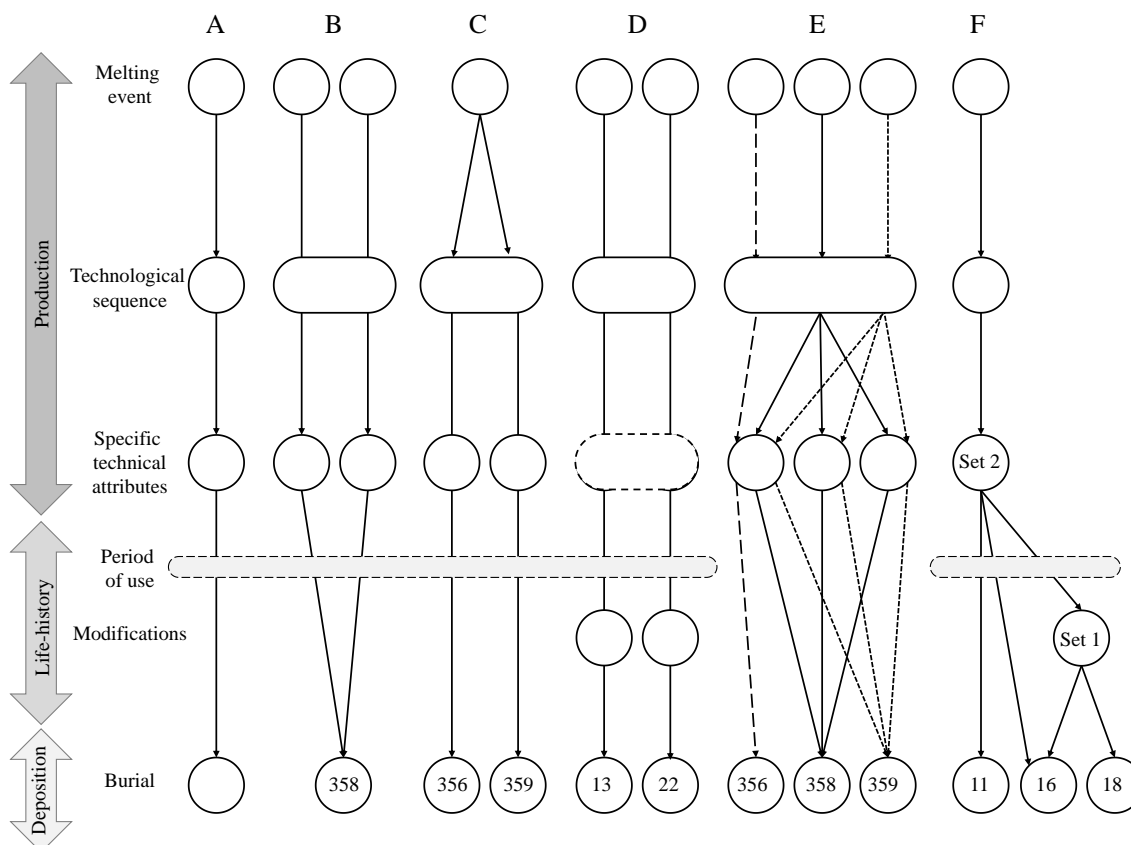 A B C D E F
Melting
event
Production
Technological
sequence
Specific
technical
attributes
Set 2
Period
of use
Life-history
Modifications
Set 1
Deposition
Burial
358 356 359 13 22 356 358 359 11 16 18